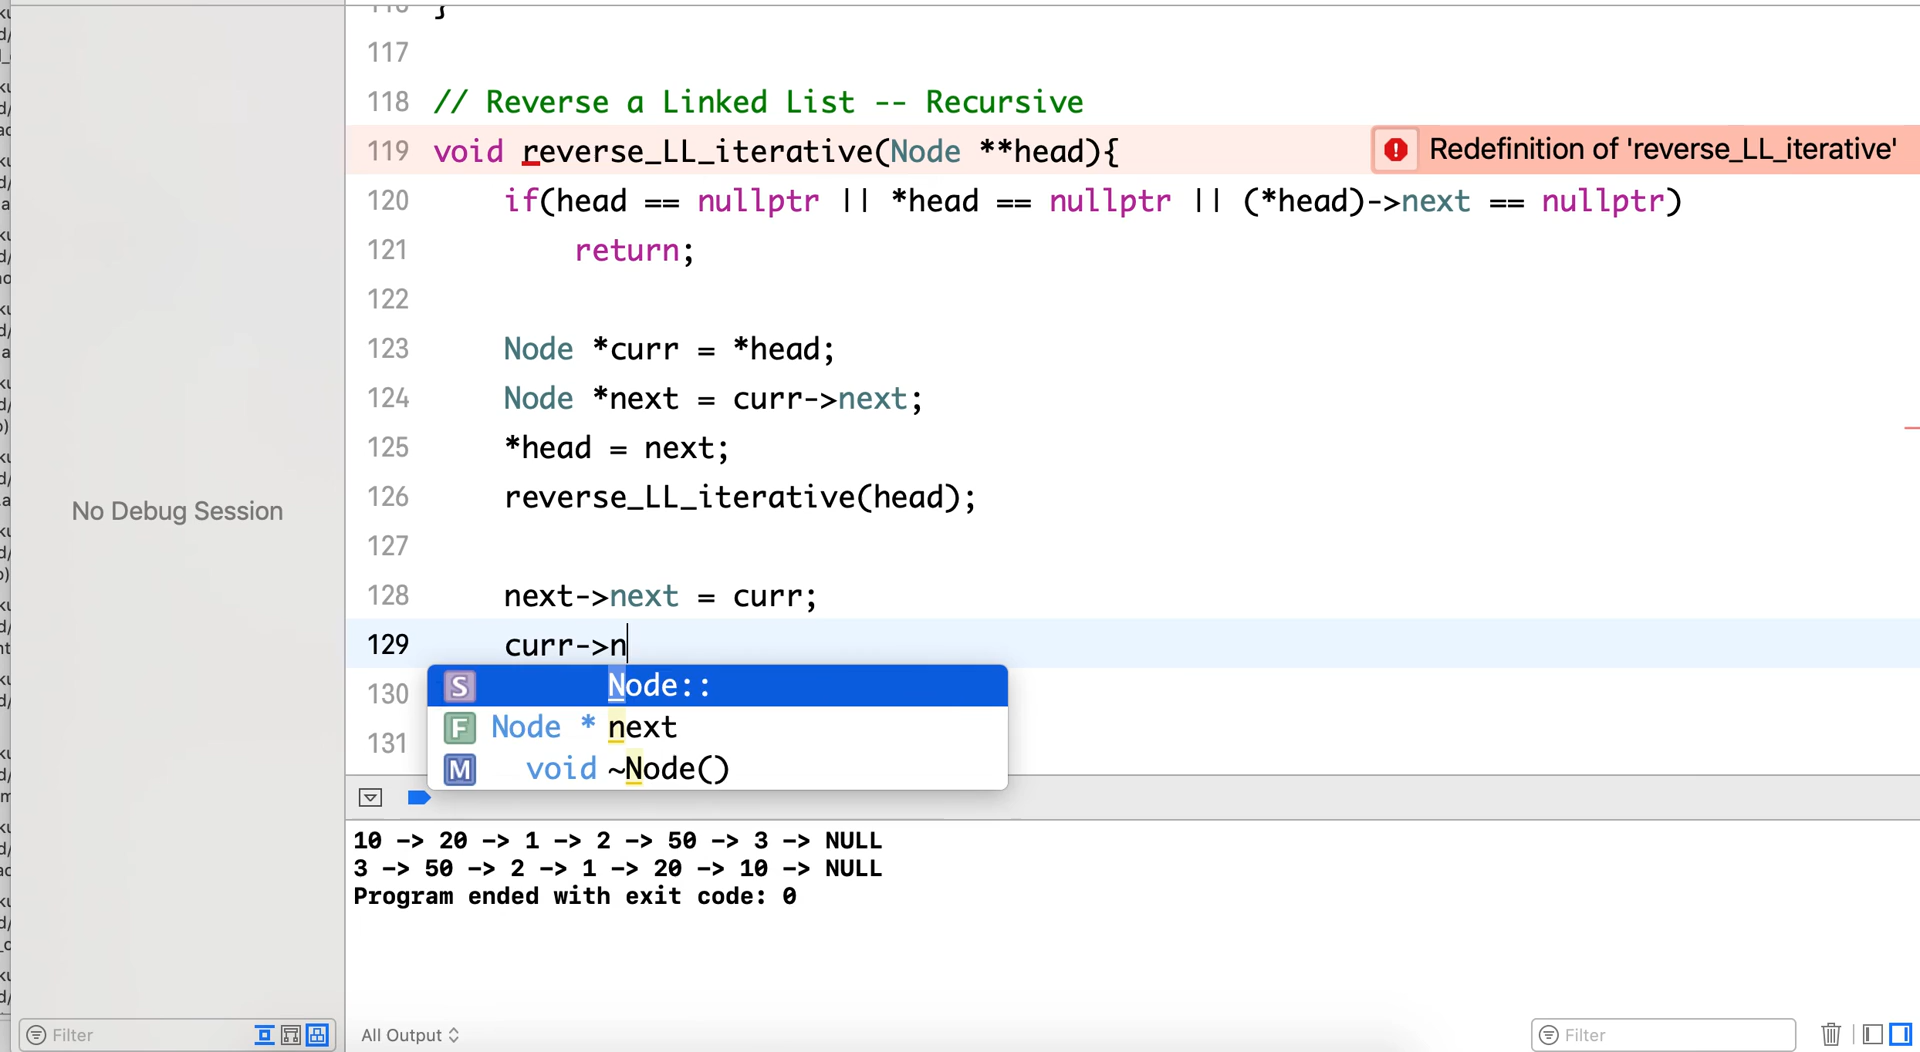 117
118 // Reverse a Linked List -- Recursive
119 void reverse_LL_iterative(Node **head){ Redefinition of 'reverse_LL_iterative'
120 if(head == nullptr || *head == nullptr || (*head)->next == nullptr)
121 return;
122
123 Node *curr = *head;
124 Node *next = curr->next;
125 *head = next;
126 reverse_LL_iterative(head);
127
128 next->next = curr;
129 curr->n
130
131
S Node::
F Node * next
M void ~Node()
No Debug Session
10 -> 20 -> 1 -> 2 -> 50 -> 3 -> NULL
3 -> 50 -> 2 -> 1 -> 20 -> 10 -> NULL
Program ended with exit code: 0
Filter
All Output
Filter